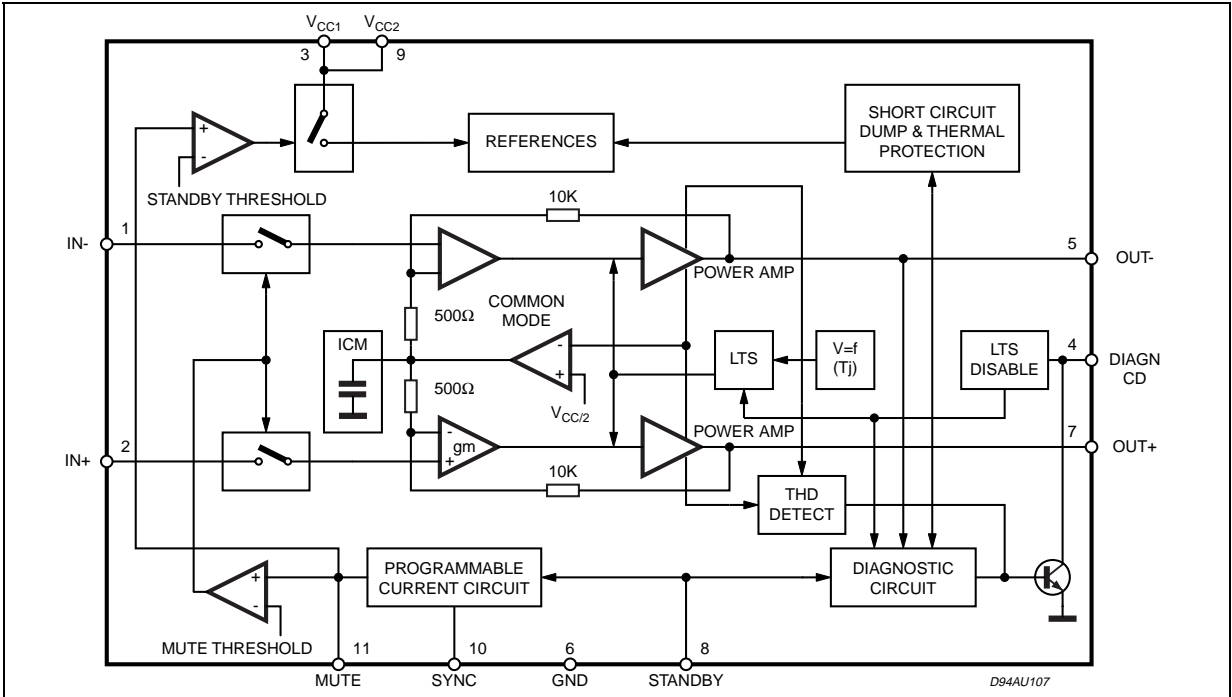 VCC1 VCC2
3 9
SHORT CIRCUIT
DUMP & THERMAL
PROTECTION
+
-
REFERENCES
STANDBY THRESHOLD
10K
IN- 1
5 OUT-
POWER AMP
500Ω
COMMON
MODE
ICM
-
+
LTS
V=f
(Tj)
LTS
DISABLE
4 DIAGN
CD
500Ω
VCC/2
POWER AMP
7 OUT+
IN+ 2
-
gm
+
10K
THD
DETECT
PROGRAMMABLE
CURRENT CIRCUIT
DIAGNOSTIC
CIRCUIT
+
-
MUTE THRESHOLD
11 10 6 8
MUTE SYNC GND STANDBY
D94AU107